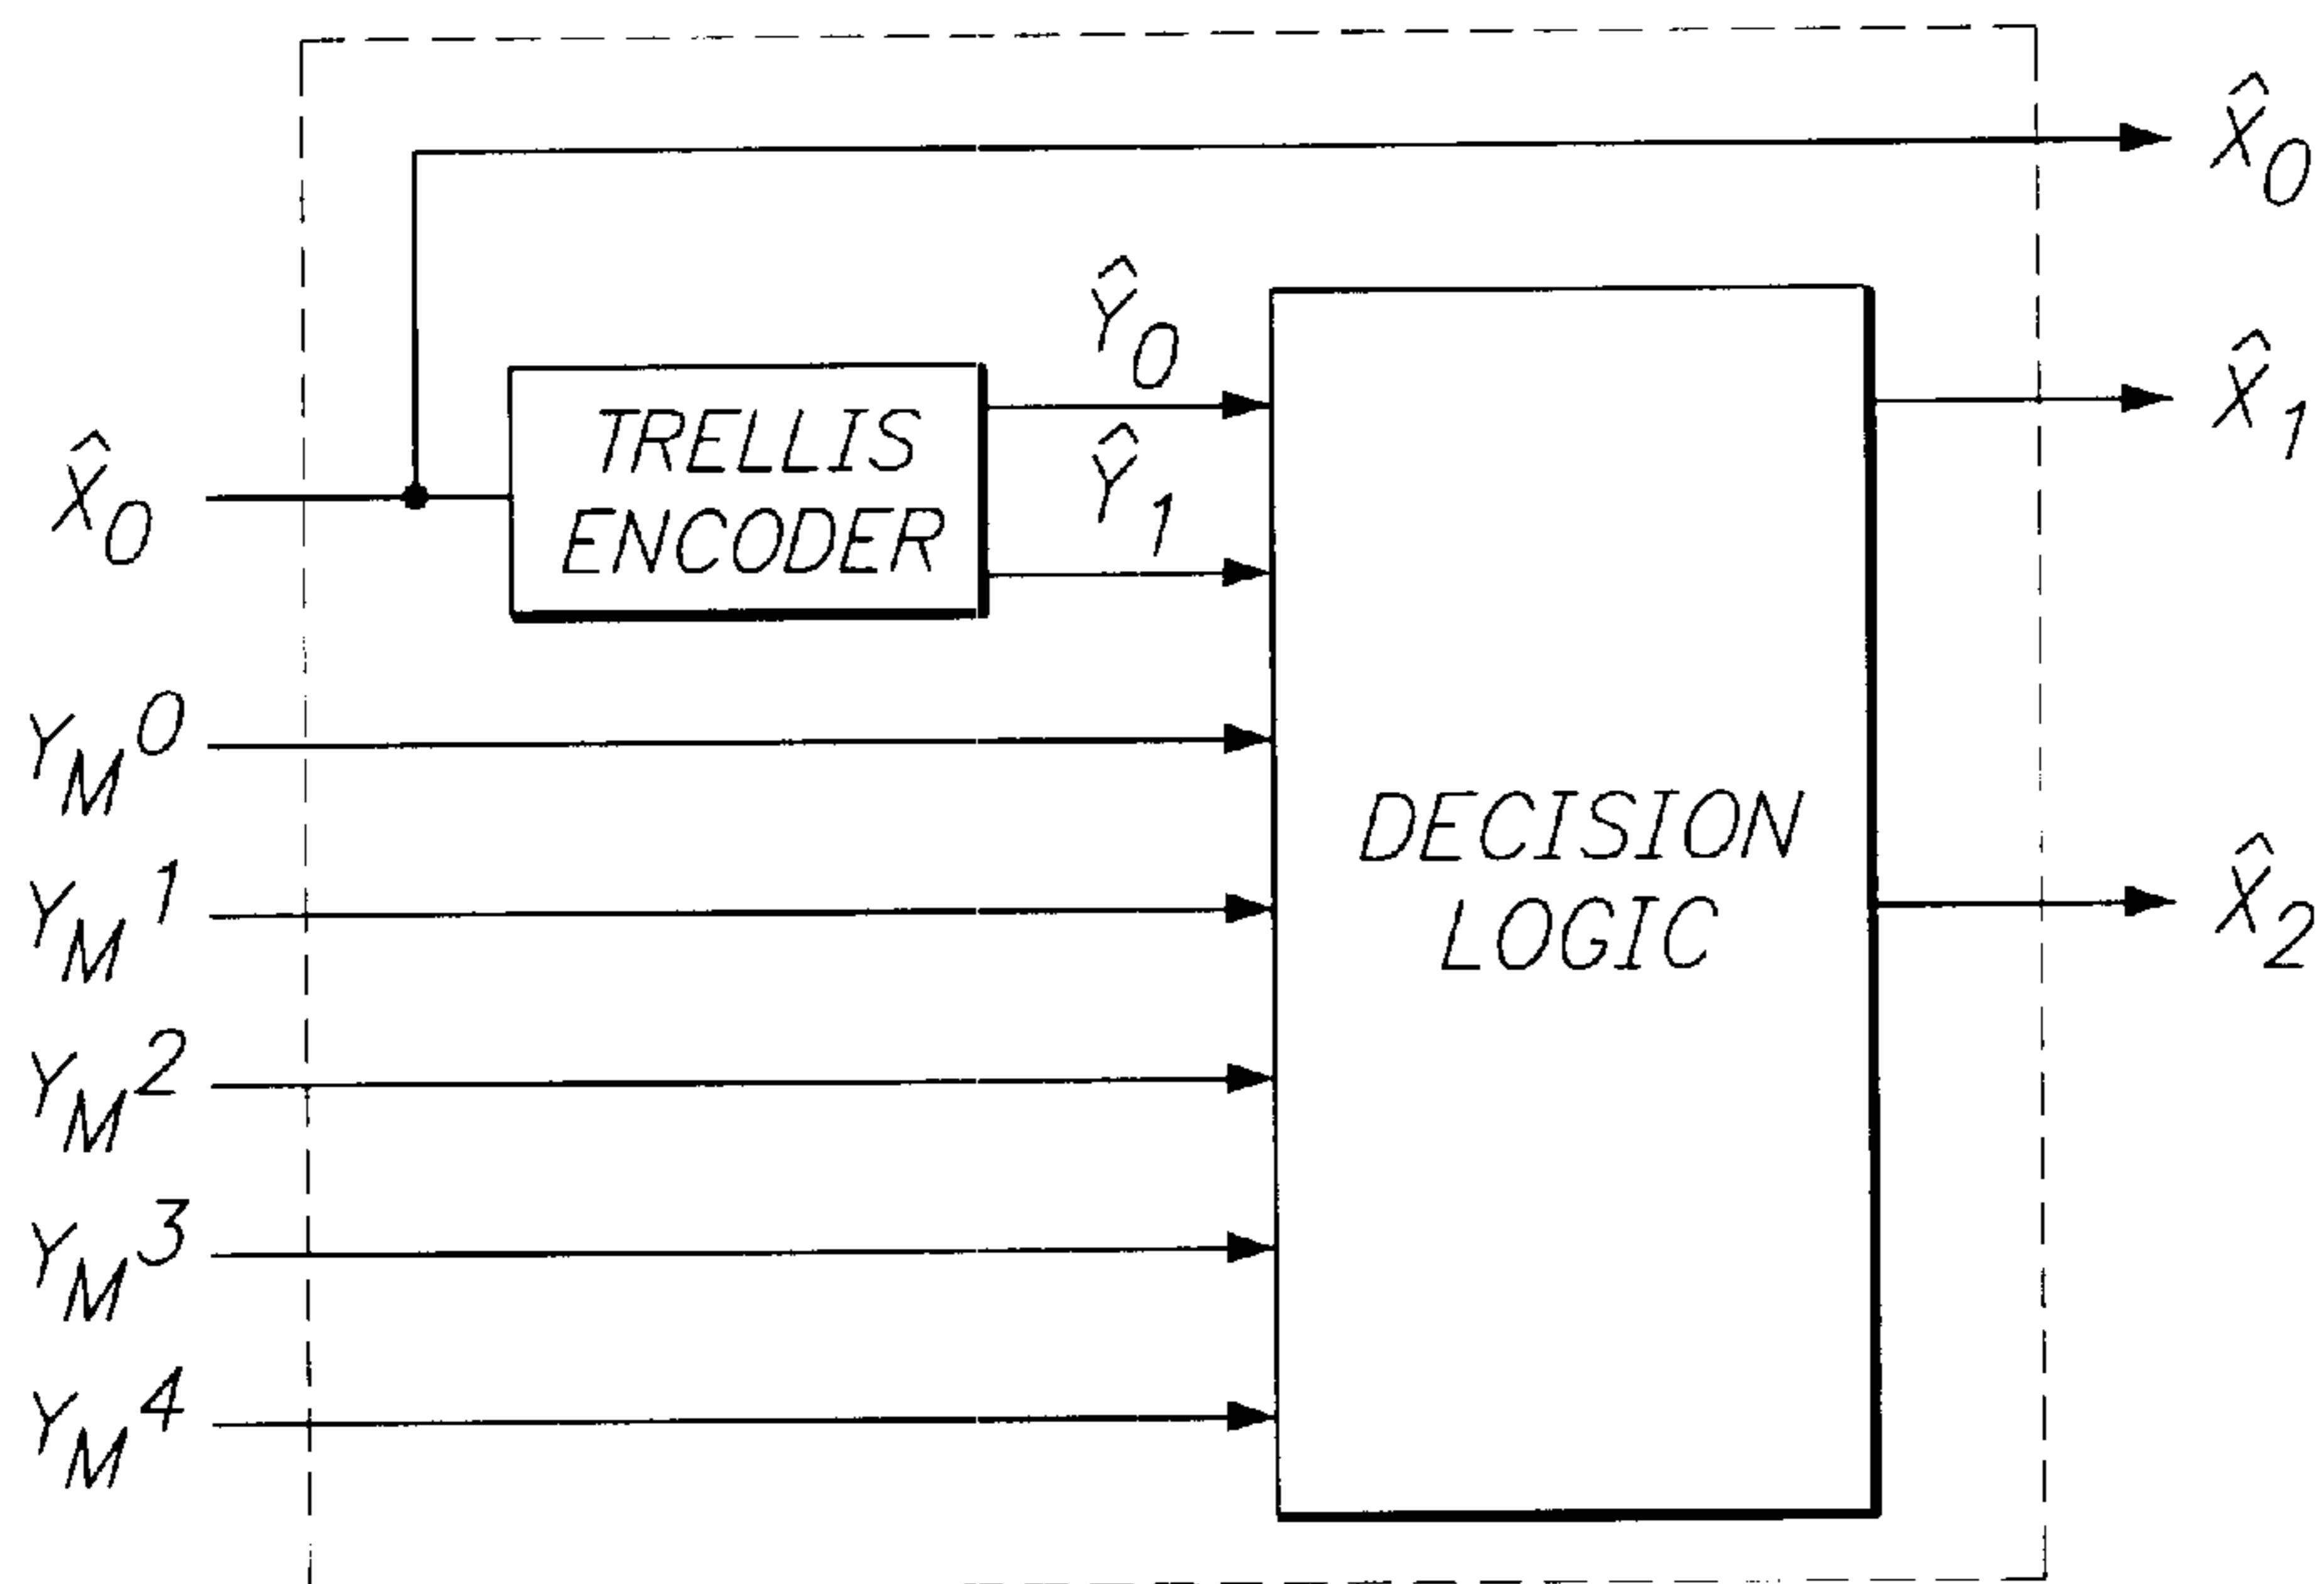 X̂0
X̂1
X̂2
Ŷ0
Ŷ1
X̂0
TRELLIS
ENCODER
YM0
YM1
YM2
YM3
YM4
DECISION
LOGIC